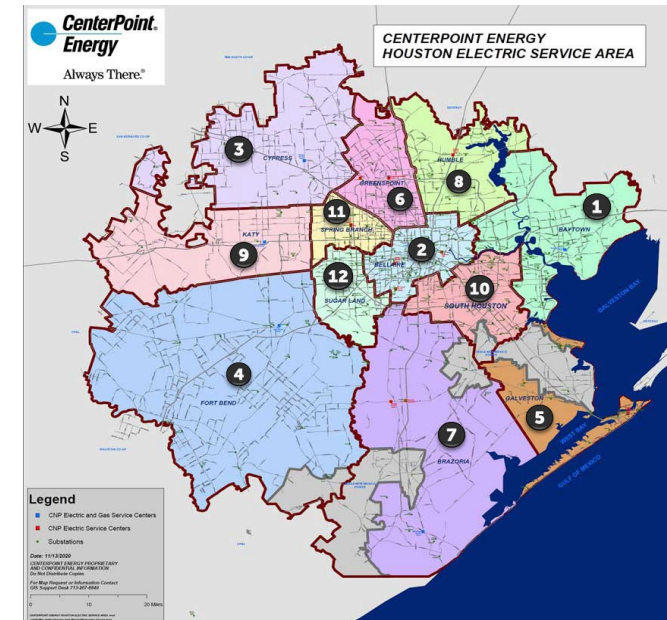 CenterPoint®
Energy
Always There.®
CENTERPOINT ENERGY
HOUSTON ELECTRIC SERVICE AREA
N
W E
S
3
CYPRESS
HUMBLE
8
GREENSPOINT
6
1
BAYTOWN
11
SPRING BRANCH
KATY
9
2
BELLAIRE
12
SUGAR LAND
10
SOUTH HOUSTON
GALVESTON BAY
4
FORT BEND
GALVESTON
5
WEST BAY
7
BRAZORIA
GULF OF MEXICO
Legend
CNP Electric and Gas Service Centers
CNP Electric Service Centers
Substations
Date: 11/13/2020
CENTERPOINT ENERGY PROPRIETARY
AND CONFIDENTIAL INFORMATION
Do Not Distribute Copies
For Map Request or Information Contact
GIS Support Desk
0 10 20 Miles